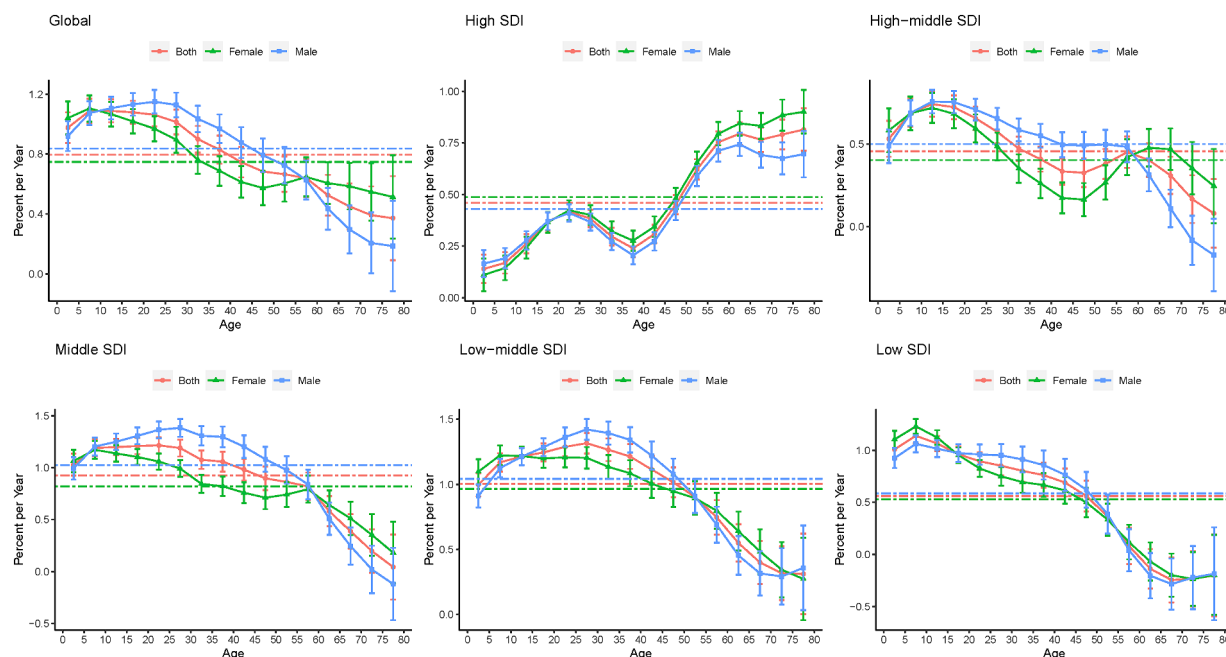 Global
High SDI
High−middle SDI
Both Female Male
Both Female Male
Both Female Male
Percent per Year
1.2
0.8
0.4
0.0
0 5 10 15 20 25 30 35 40 45 50 55 60 65 70 75 80
Age
Percent per Year
1.00
0.75
0.50
0.25
0.00
0 5 10 15 20 25 30 35 40 45 50 55 60 65 70 75 80
Age
Percent per Year
0.5
0.0
0 5 10 15 20 25 30 35 40 45 50 55 60 65 70 75 80
Age
Middle SDI
Low−middle SDI
Low SDI
Both Female Male
Both Female Male
Both Female Male
Percent per Year
1.5
1.0
0.5
0.0
−0.5
0 5 10 15 20 25 30 35 40 45 50 55 60 65 70 75 80
Age
Percent per Year
1.5
1.0
0.5
0.0
0 5 10 15 20 25 30 35 40 45 50 55 60 65 70 75 80
Age
Percent per Year
1.0
0.5
0.0
−0.5
0 5 10 15 20 25 30 35 40 45 50 55 60 65 70 75 80
Age